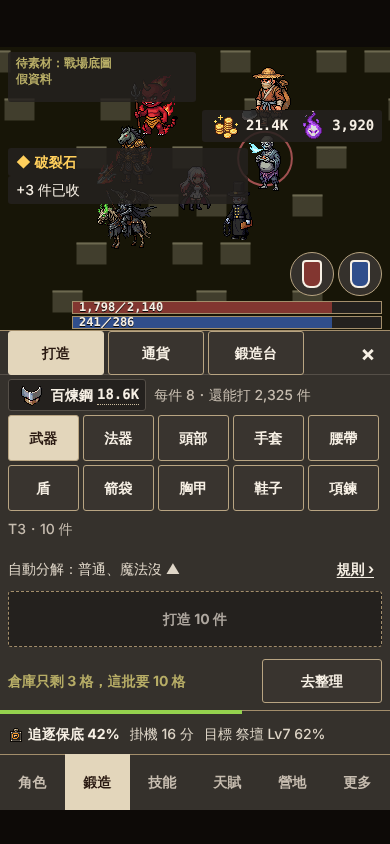 待素材：戰場底圖
假資料
21.4K 3,920
◆ 破裂石
+3 件已收
1,798／2,140
241／286
打造 通貨 鍛造台 ×
百煉鋼 18.6K 每件 8·還能打 2,325 件
武器 法器 頭部 手套 腰帶
盾 箭袋 胸甲 鞋子 項鍊
T3·10 件
自動分解：普通、魔法沒 ▲ 規則 ›
打造 10 件
倉庫只剩 3 格，這批要 10 格 去整理
追逐保底 42% 掛機 16 分 目標 祭壇 Lv7 62%
角色 鍛造 技能 天賦 營地 更多